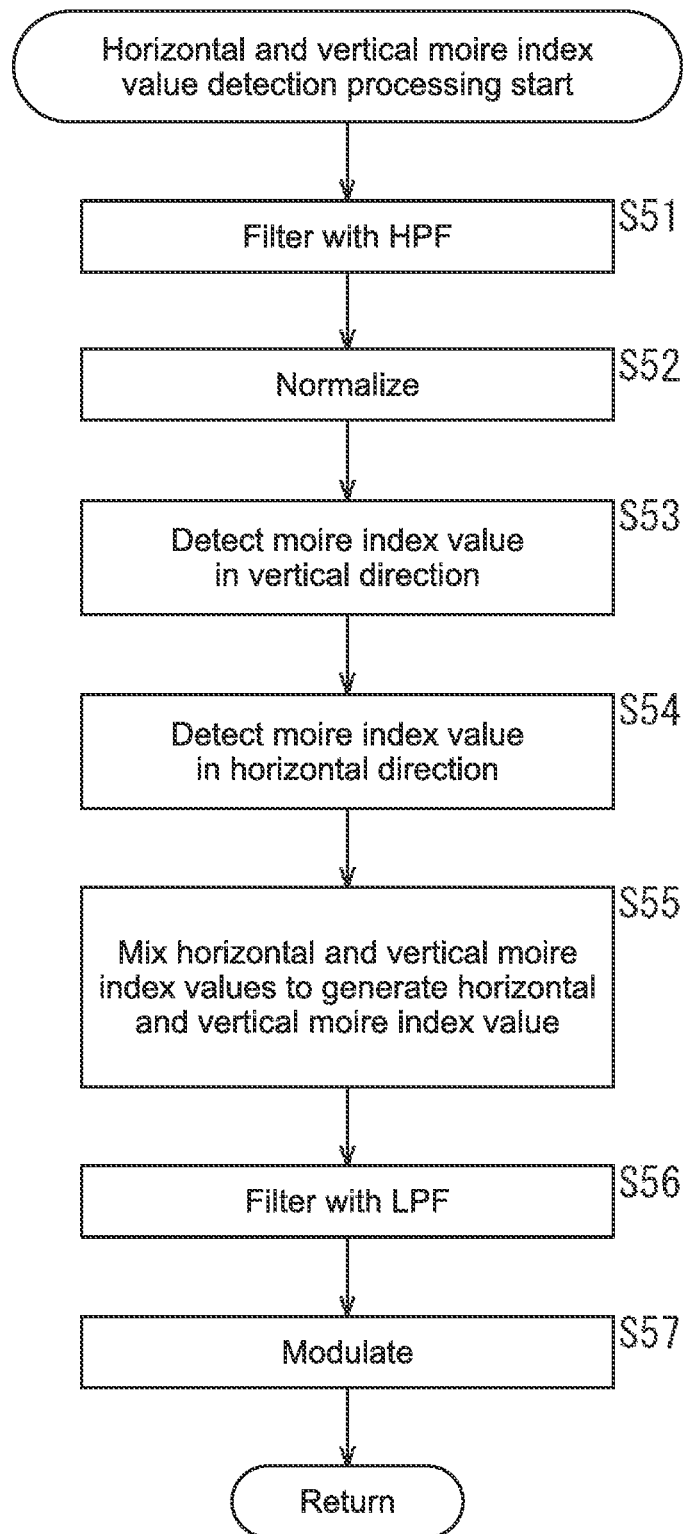 Horizontal and vertical moire index
value detection processing start
S51
Filter with HPF
S52
Normalize
S53
Detect moire index value
in vertical direction
S54
Detect moire index value
in horizontal direction
S55
Mix horizontal and vertical moire
index values to generate horizontal
and vertical moire index value
S56
Filter with LPF
S57
Modulate
Return